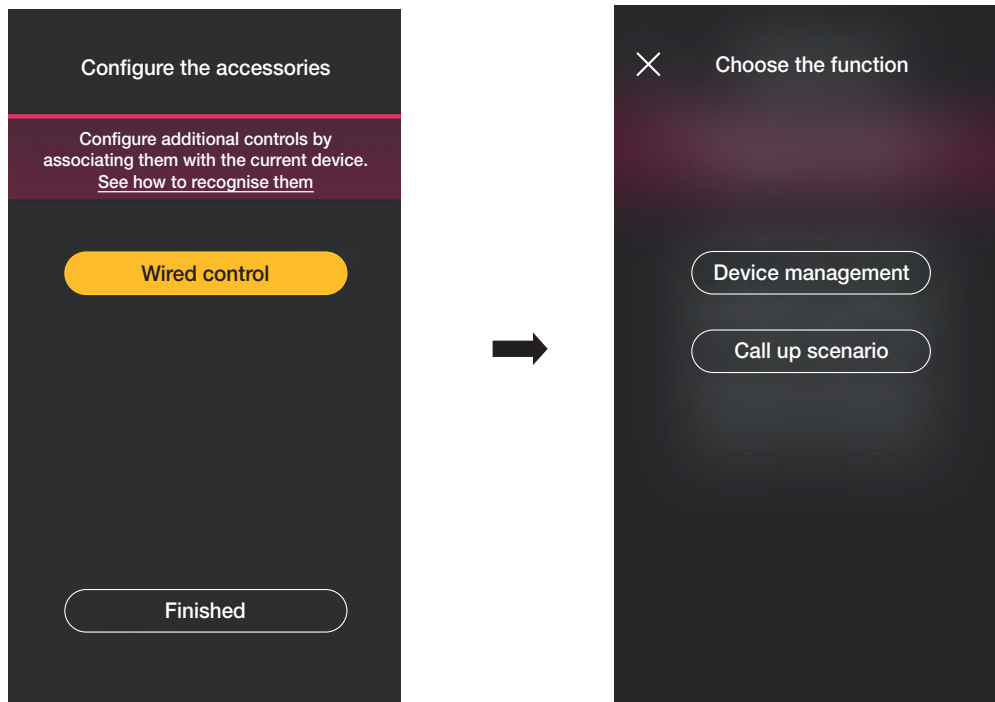 Configure the accessories
Configure additional controls by
associating them with the current device.
See how to recognise them
Wired control
Finished
Choose the function
Device management
Call up scenario